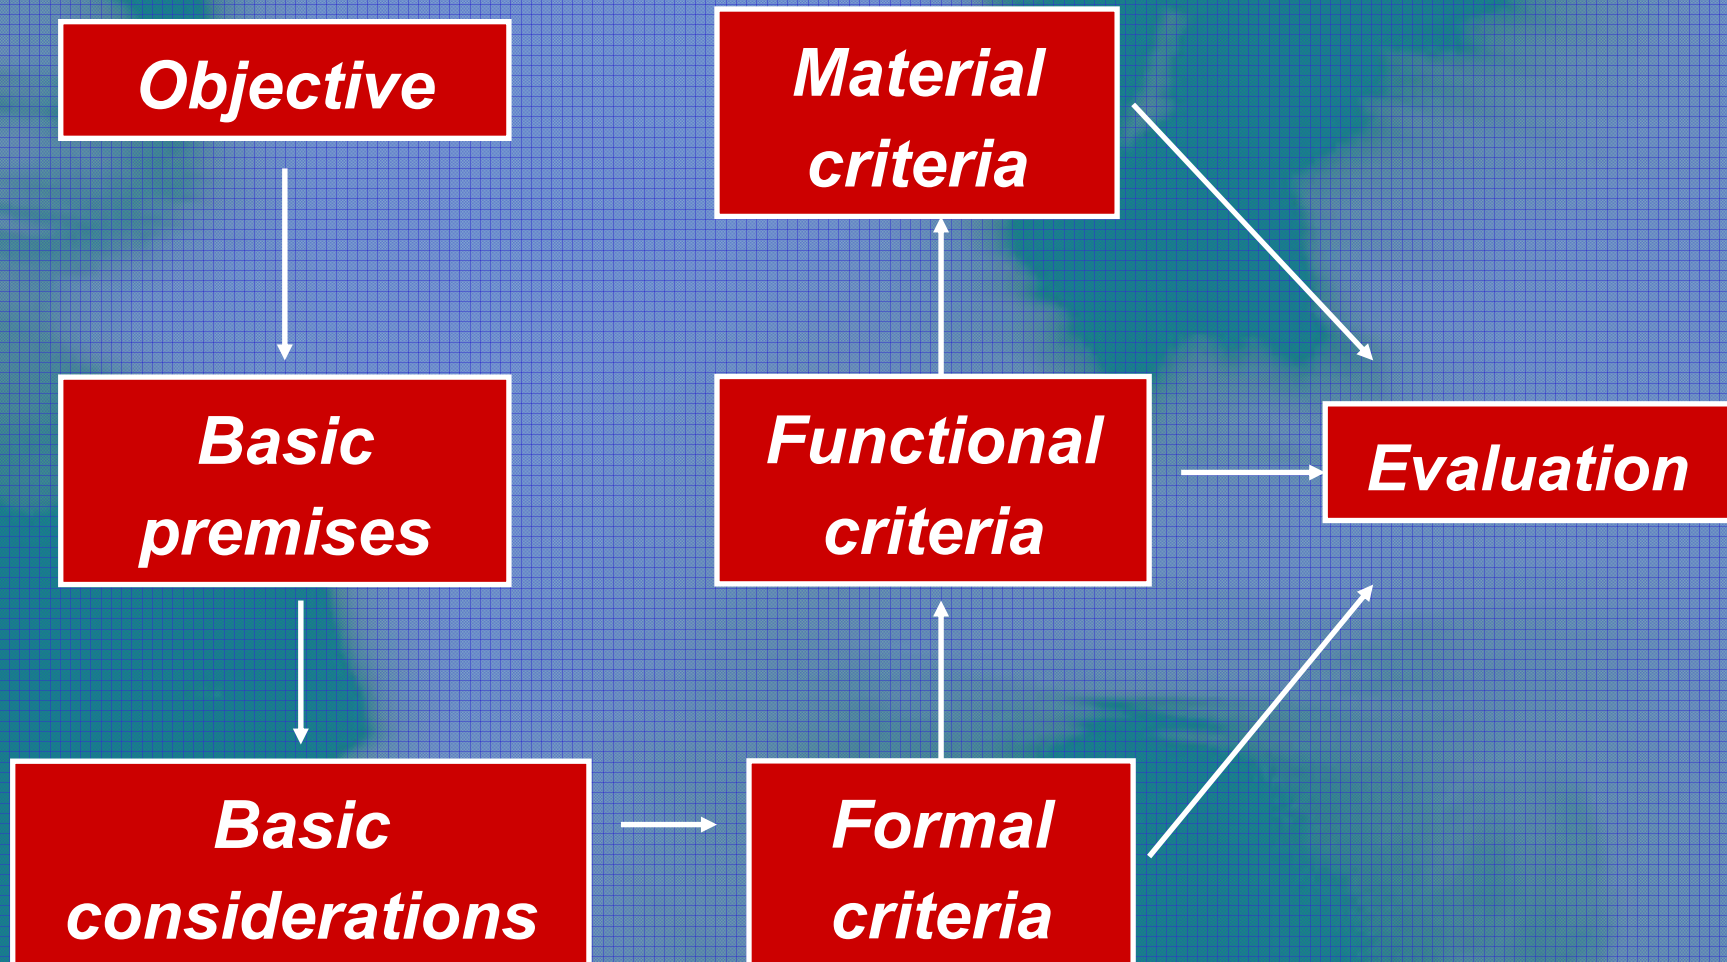 Objective
Material
criteria
Basic
premises
Functional
criteria
Evaluation
Basic
considerations
Formal
criteria